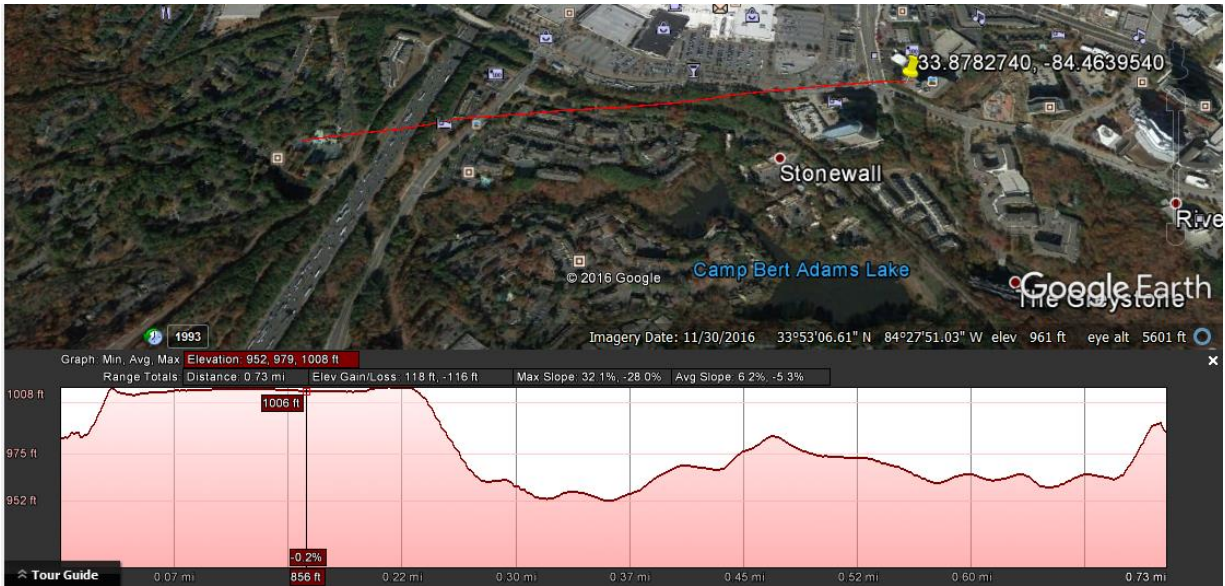 33.8782740, -84.4639540
Stonewall
© 2016 Google
Camp Bert Adams Lake
Google Earth
The Greystone
1993
Imagery Date: 11/30/2016 33°53'06.61" N 84°27'51.03" W elev 961 ft eye alt 5601 ft
Graph: Min, Avg, Max Elevation: 952, 979, 1008 ft
Range Totals: Distance: 0.73 mi Elev Gain/Loss: 118 ft, -116 ft Max Slope: 32.1%, -28.0% Avg Slope: 6.2%, -5.3%
1008 ft
1006 ft
975 ft
952 ft
-0.2%
Tour Guide 0.07 mi 856 ft 0.22 mi 0.30 mi 0.37 mi 0.45 mi 0.52 mi 0.60 mi 0.73 mi